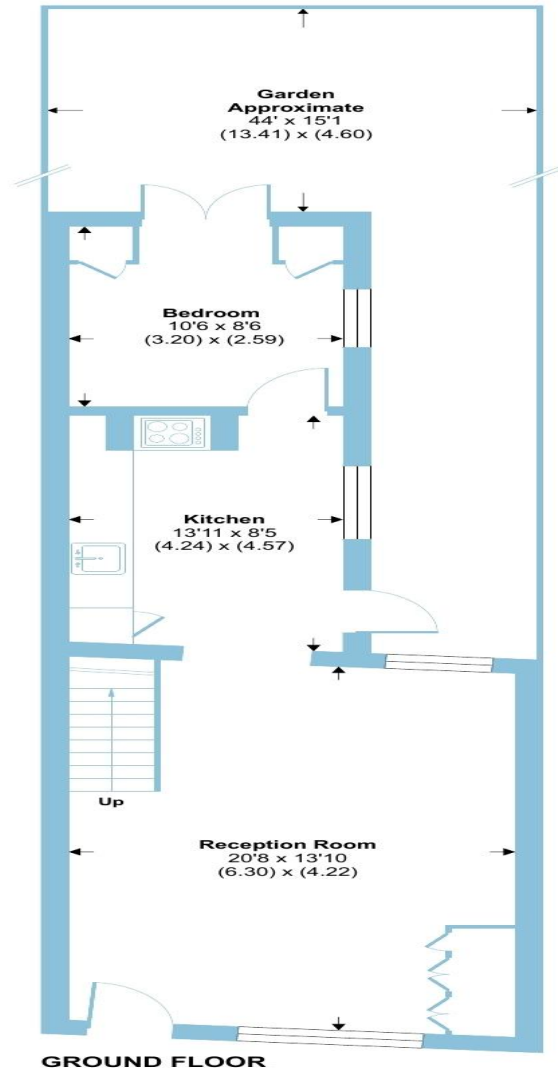 Garden
Approximate
44' x 15'1
(13.41) x (4.60)
Bedroom
10'6 x 8'6
(3.20) x (2.59)
Kitchen
13'11 x 8'5
(4.24) x (4.57)
Up
Reception Room
20'8 x 13'10
(6.30) x (4.22)
GROUND FLOOR